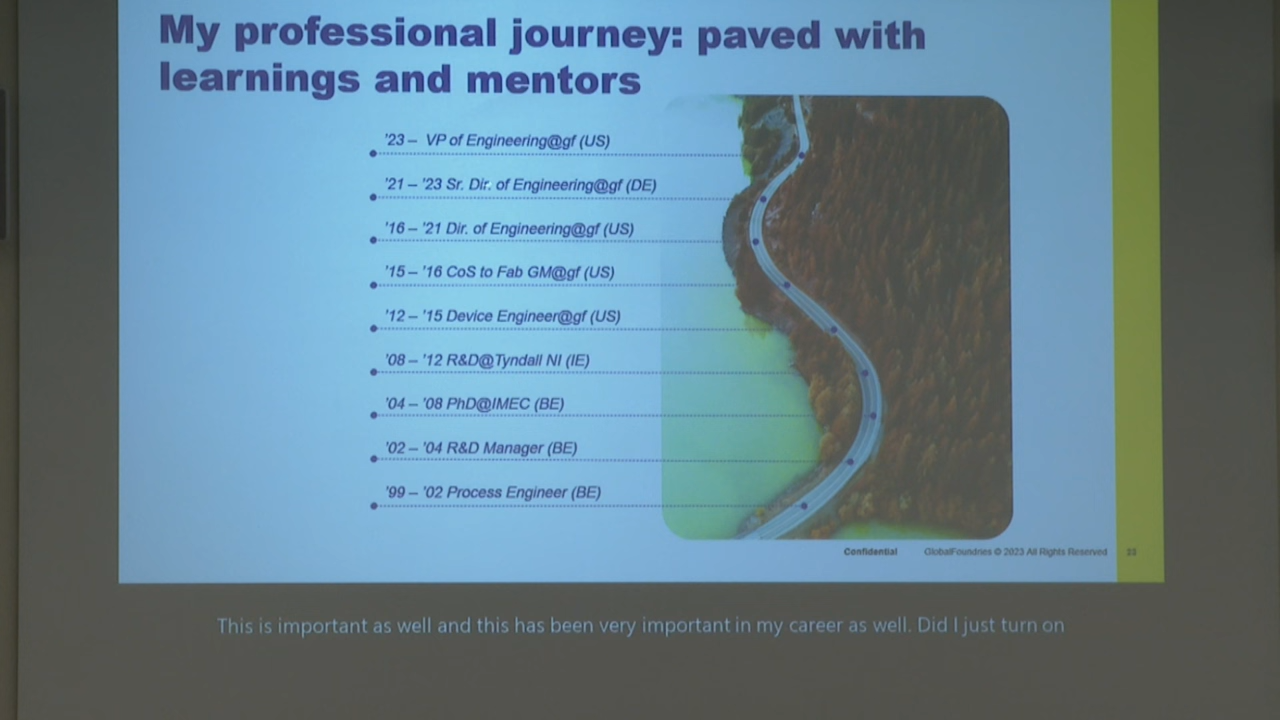 My professional journey: paved with
learnings and mentors
'23 – VP of Engineering@gf (US)
'21 – '23 Sr. Dir. of Engineering@gf (DE)
'16 – '21 Dir. of Engineering@gf (US)
'15 – '16 CoS to Fab GM@gf (US)
'12 – '15 Device Engineer@gf (US)
'08 – '12 R&D@Tyndall NI (IE)
'04 – '08 PhD@IMEC (BE)
'02 – '04 R&D Manager (BE)
'99 – '02 Process Engineer (BE)
Confidential GlobalFoundries © 2023 All Rights Reserved
This is important as well and this has been very important in my career as well. Did I just turn on